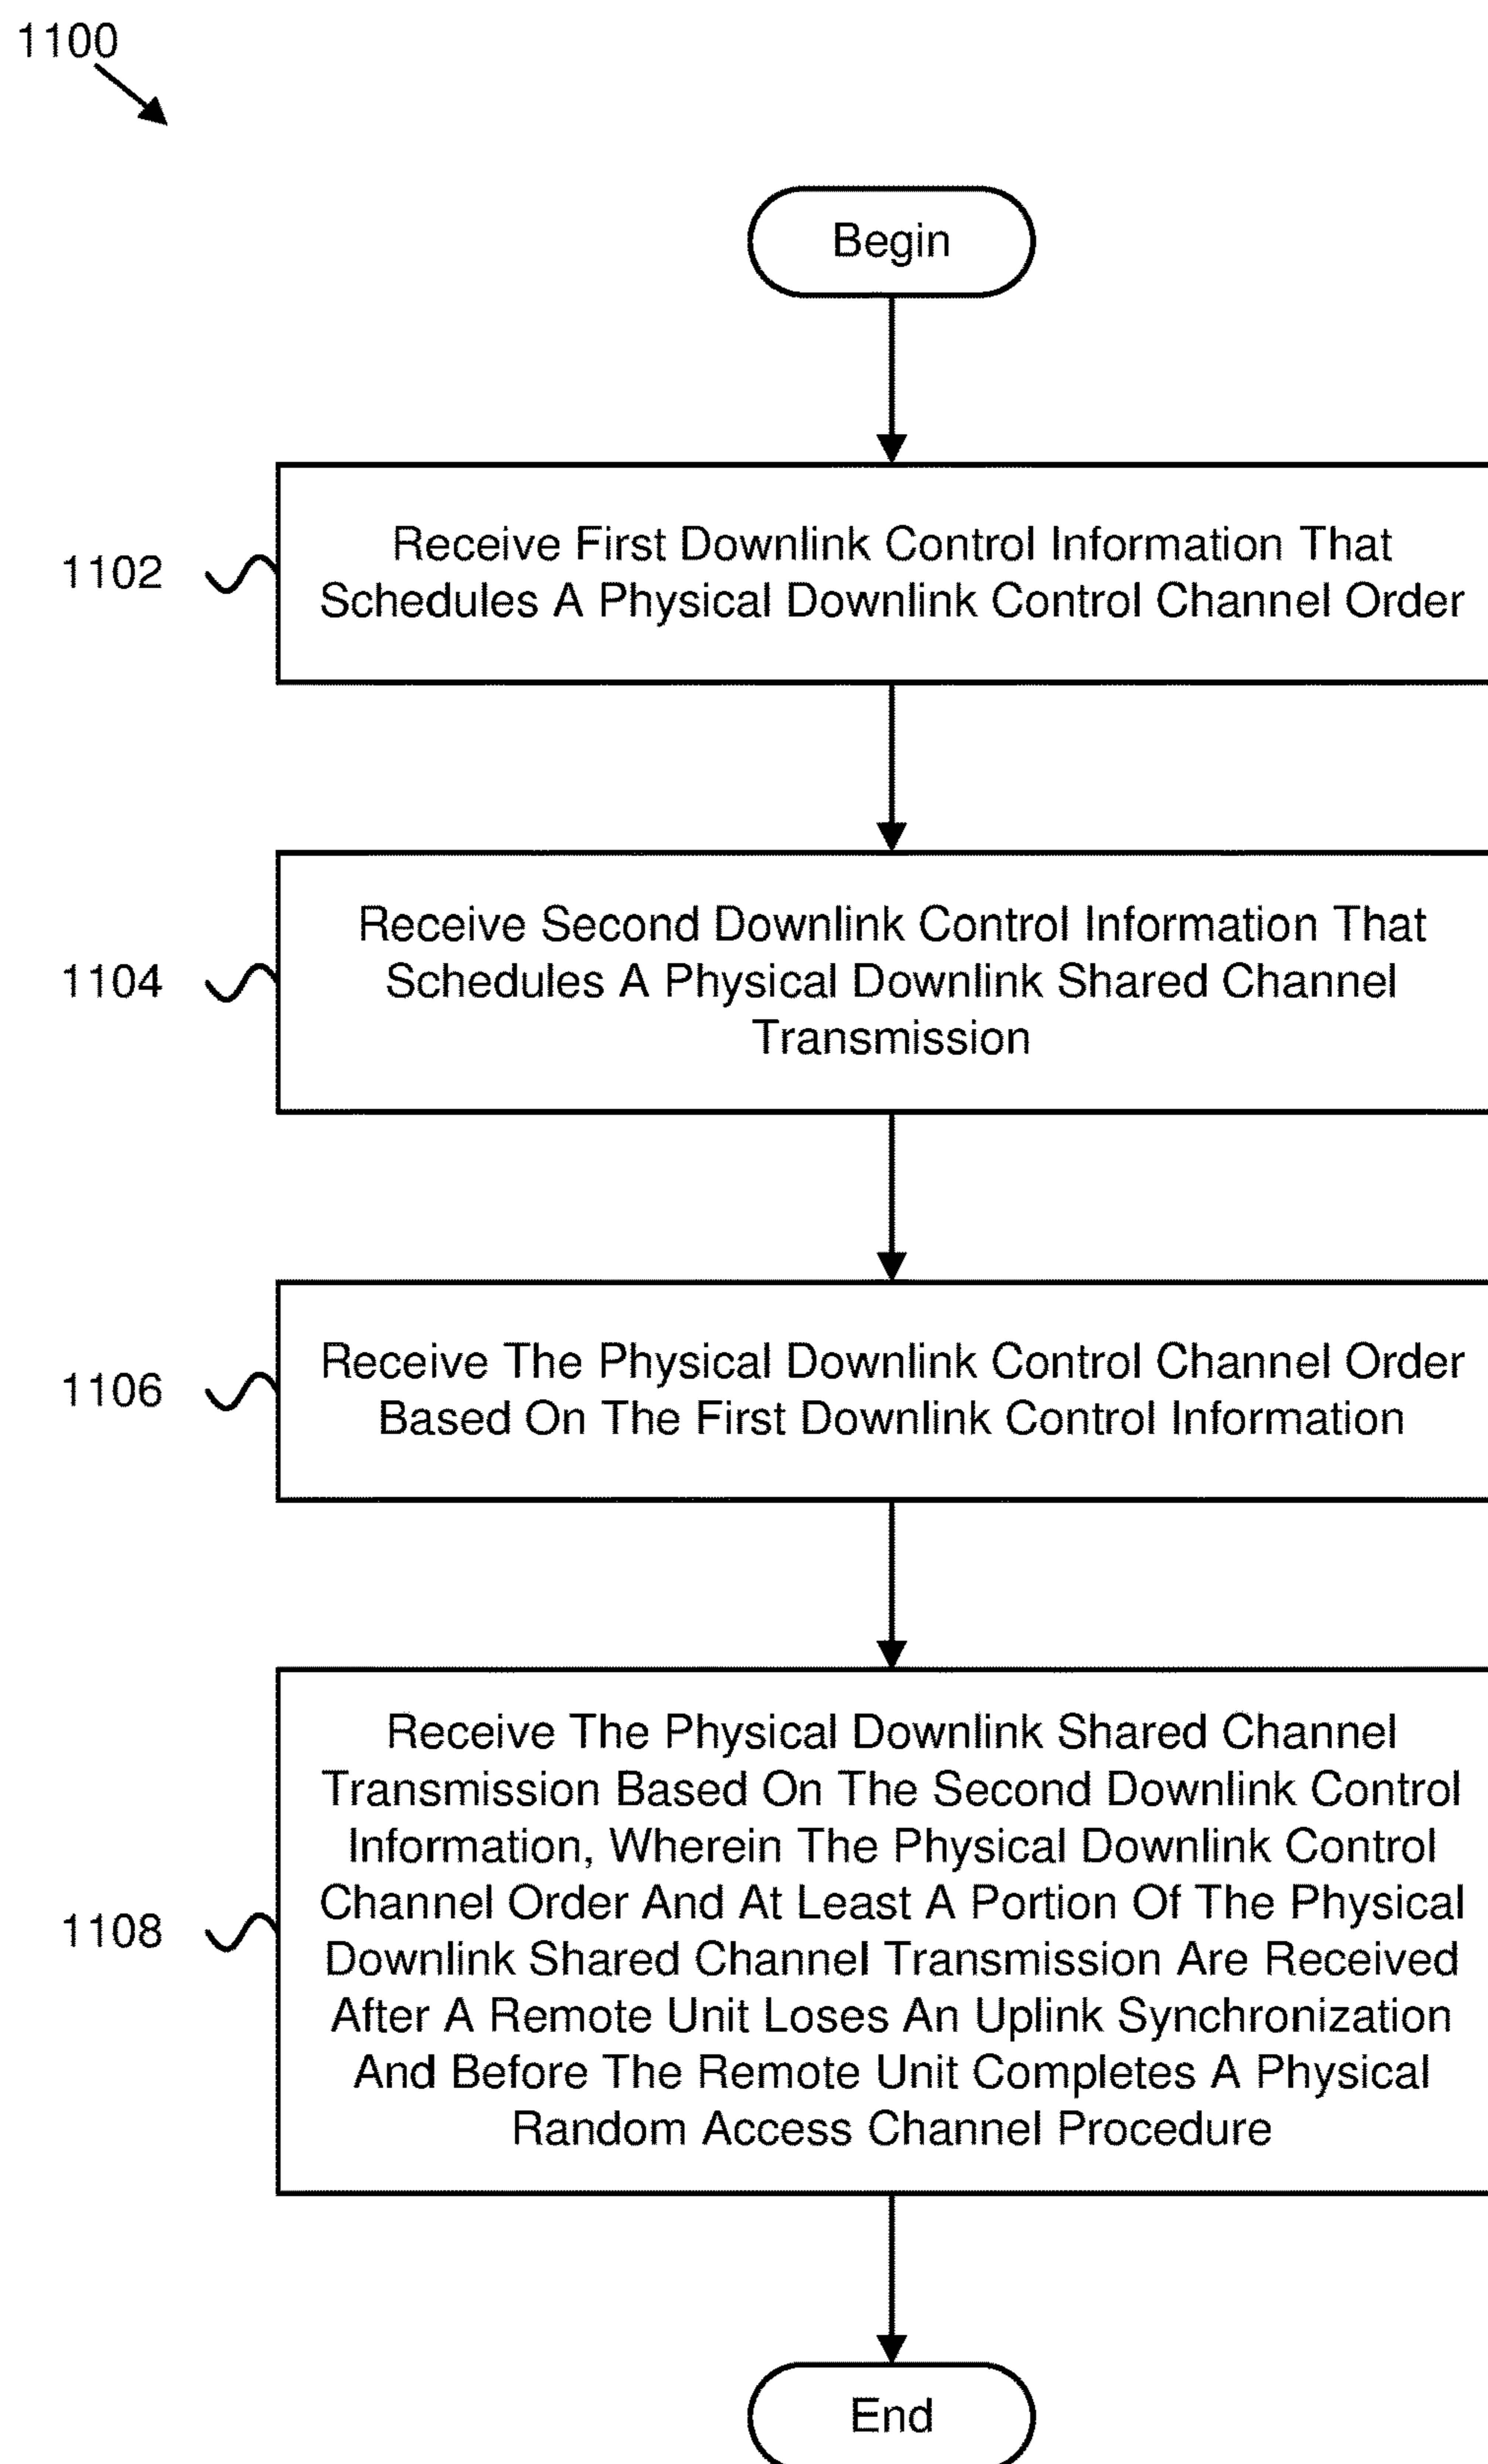 1100
Begin
1102
Receive First Downlink Control Information That
Schedules A Physical Downlink Control Channel Order
1104
Receive Second Downlink Control Information That
Schedules A Physical Downlink Shared Channel
Transmission
1106
Receive The Physical Downlink Control Channel Order
Based On The First Downlink Control Information
1108
Receive The Physical Downlink Shared Channel
Transmission Based On The Second Downlink Control
Information, Wherein The Physical Downlink Control
Channel Order And At Least A Portion Of The Physical
Downlink Shared Channel Transmission Are Received
After A Remote Unit Loses An Uplink Synchronization
And Before The Remote Unit Completes A Physical
Random Access Channel Procedure
End